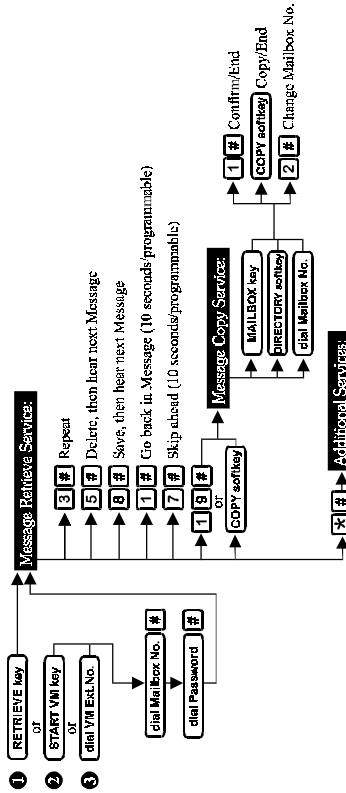 ❶ RETRIEVE key
or
❷ START VM key
or
❸ dial VM Ext.No.
dial Mailbox No. #
dial Password #
Message Retrieve Service:
3 # Repeat
5 # Delete, then hear next Message
8 # Save, then hear next Message
1 # Go back in Message (10 seconds/programmable)
7 # Skip ahead (10 seconds/programmable)
1 9 #
or
COPY softkey
Message Copy Service:
MAILBOX key
DIRECTORY softkey
dial Mailbox No.
1 # Confirm/End
COPY softkey Copy/End
2 # Change Mailbox No.
* # Additional Services: